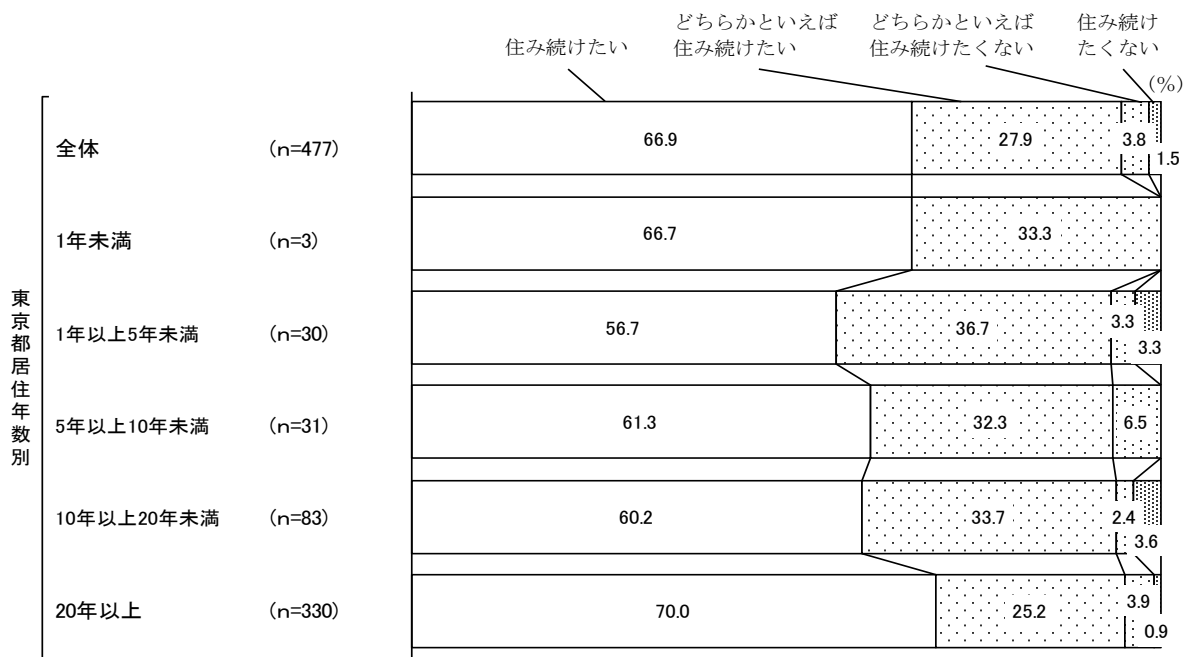 住み続けたい
どちらかといえば
住み続けたい
どちらかといえば
住み続けたくない
住み続け
たくない
(%)
東京都居住年数別
全体 (n=477) 66.9 27.9 3.8 1.5
1年未満 (n=3) 66.7 33.3
1年以上5年未満 (n=30) 56.7 36.7 3.3 3.3
5年以上10年未満 (n=31) 61.3 32.3 6.5
10年以上20年未満 (n=83) 60.2 33.7 2.4 3.6
20年以上 (n=330) 70.0 25.2 3.9 0.9